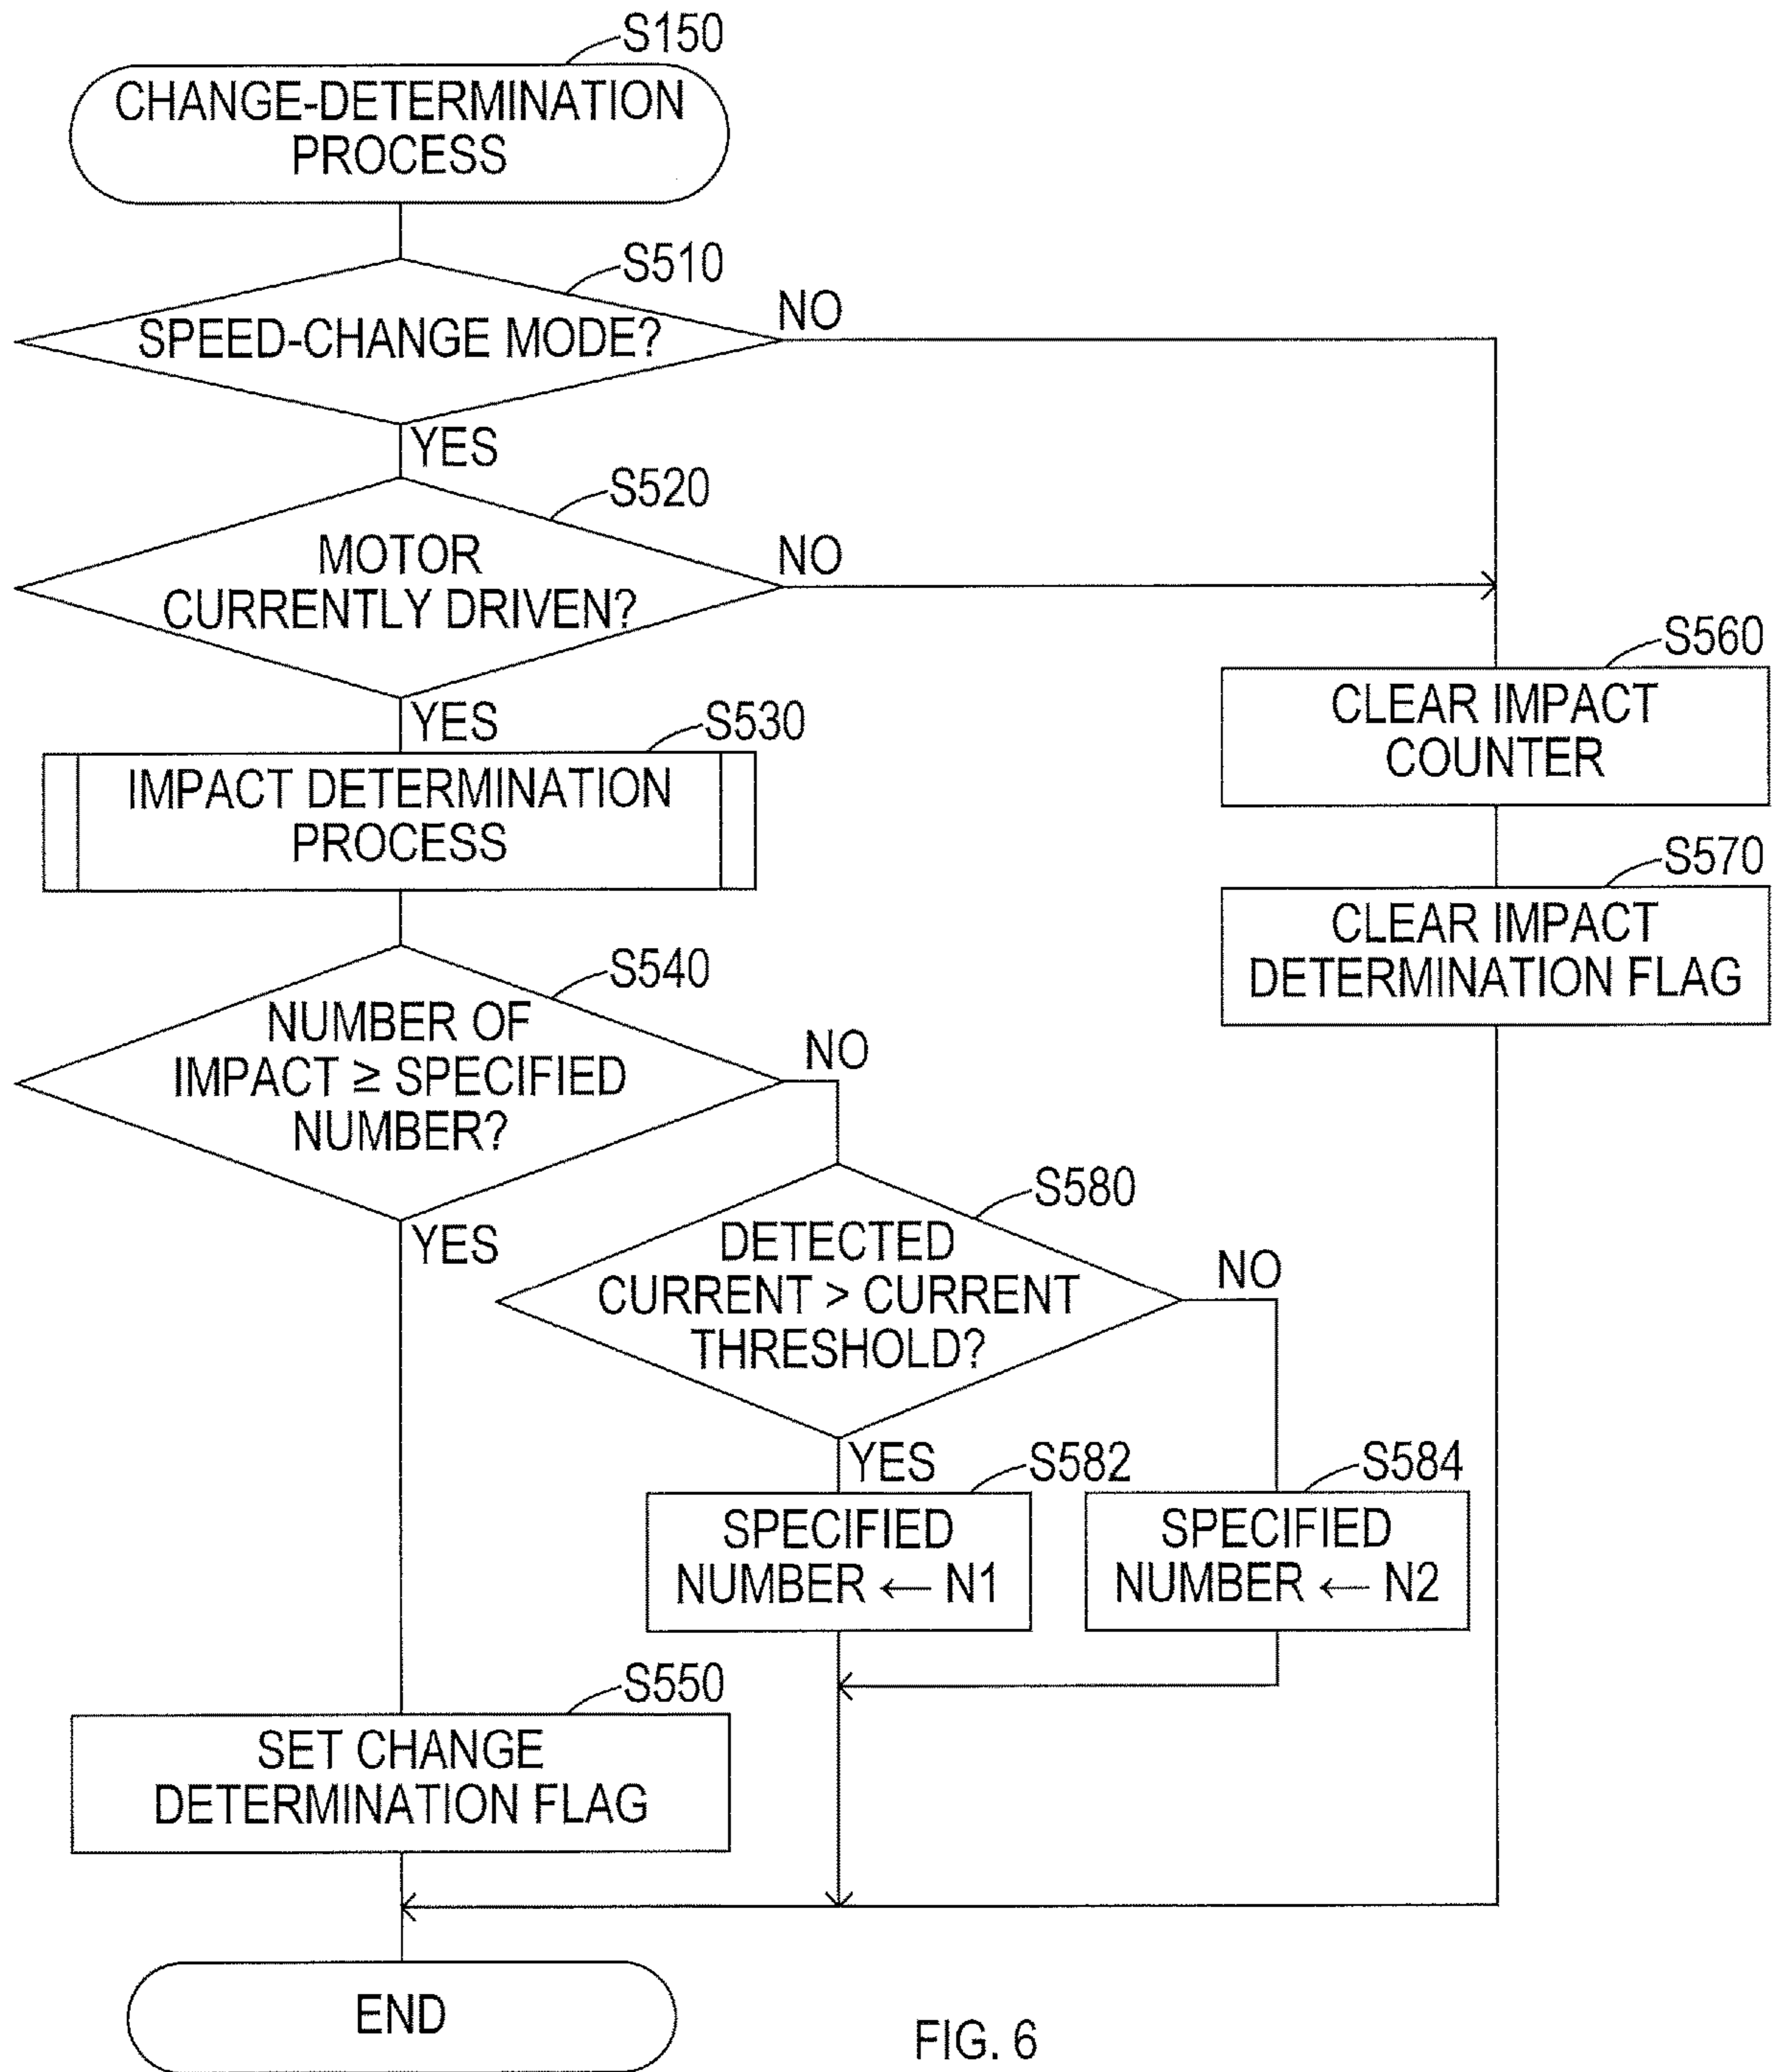 S150
CHANGE-DETERMINATION
PROCESS
S510
SPEED-CHANGE MODE?
NO
YES
S520
MOTOR
CURRENTLY DRIVEN?
NO
YES
S560
CLEAR IMPACT
COUNTER
S530
IMPACT DETERMINATION
PROCESS
S570
CLEAR IMPACT
DETERMINATION FLAG
S540
NUMBER OF
IMPACT ≥ SPECIFIED
NUMBER?
NO
YES
S580
DETECTED
CURRENT > CURRENT
THRESHOLD?
NO
YES
S582
SPECIFIED
NUMBER ← N1
S584
SPECIFIED
NUMBER ← N2
S550
SET CHANGE
DETERMINATION FLAG
END
FIG. 6